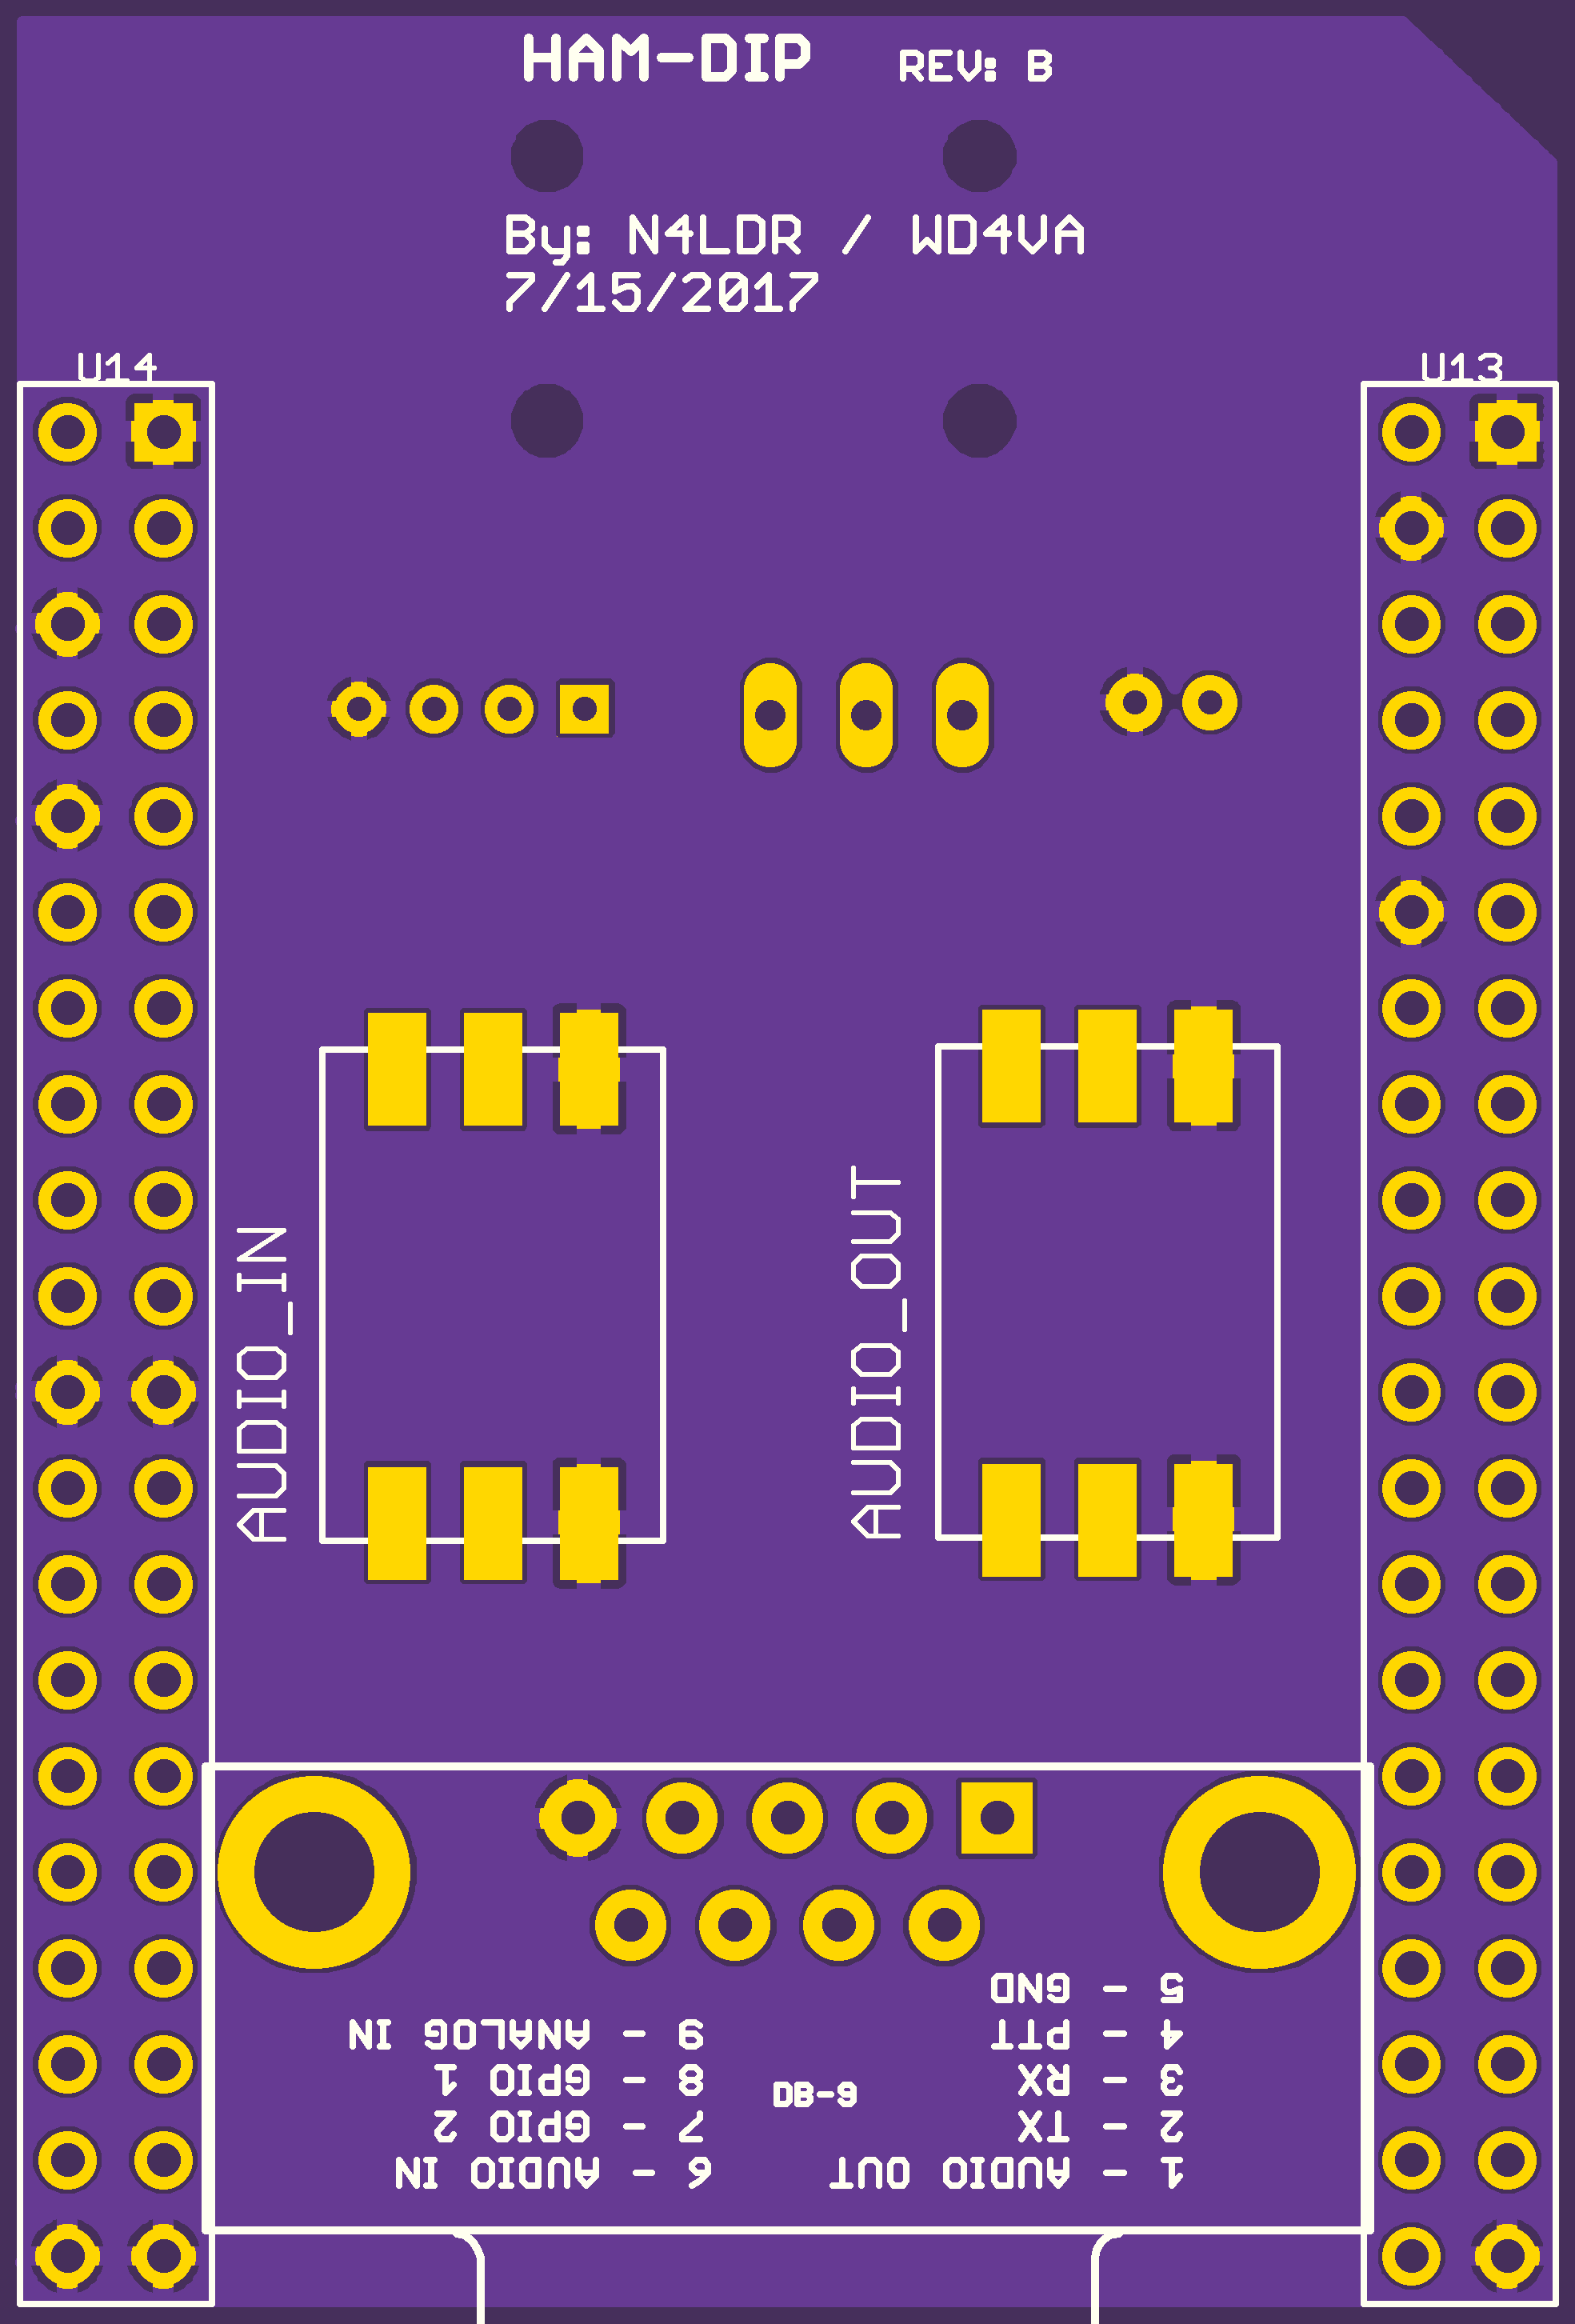 HAM-DIP REV: B
By: N4LDR / WD4VA
7/15/2017
U14
U13
AUDIO_IN
AUDIO_OUT
1 - AUDIO OUT
2 - TX
3 - RX
4 - PTT
5 - GND
6 - AUDIO IN
7 - GPIO 2
8 - GPIO 1
9 - ANALOG IN
DB-9